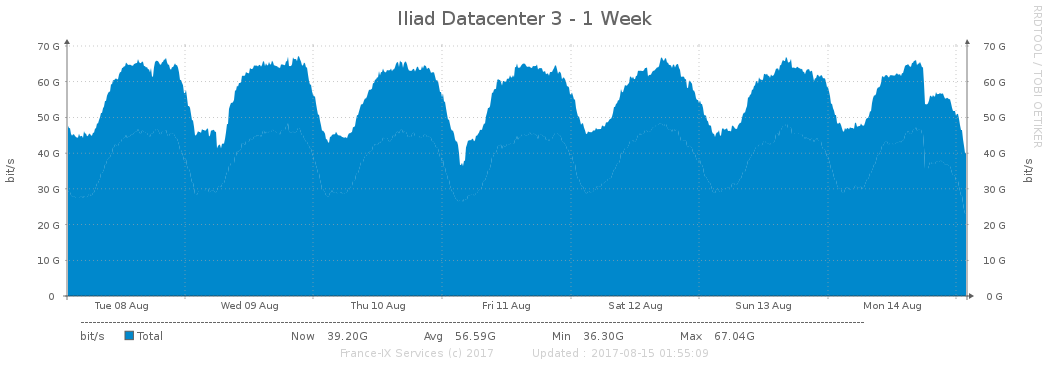 Iliad Datacenter 3 - 1 Week
RRDTOOL / TOBI OETIKER
70 G 70 G
60 G 60 G
50 G 50 G
40 G 40 G
30 G 30 G
20 G 20 G
10 G 10 G
0 0 G
bit/s bit/s
Tue 08 Aug Wed 09 Aug Thu 10 Aug Fri 11 Aug Sat 12 Aug Sun 13 Aug Mon 14 Aug
bit/s Total Now 39.20G Avg 56.59G Min 36.30G Max 67.04G
France-IX Services (c) 2017 Updated : 2017-08-15 01:55:09